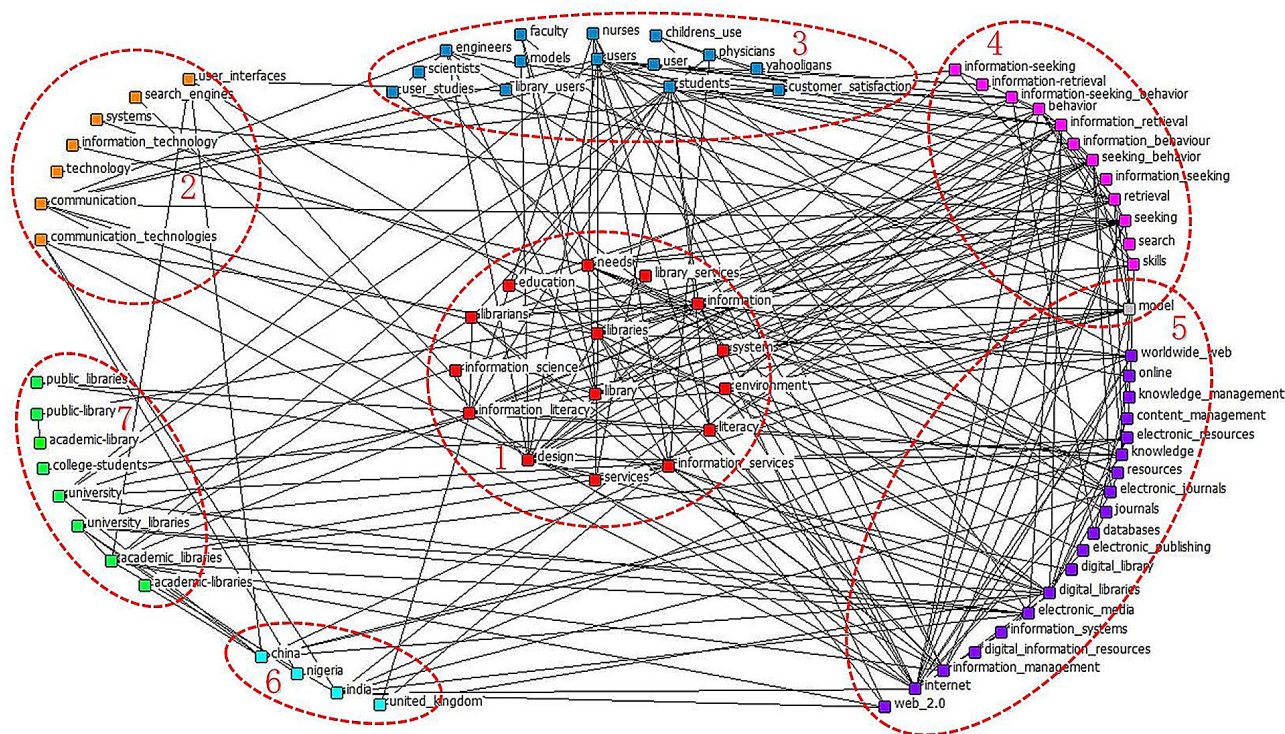 faculty
nurses
childrens_use
engineers
models
users
physicians
3
scientists
user
yahooligans
user_studies
library_users
students
customer_satisfaction
4
information-seeking
information-retrieval
information-seeking_behavior
behavior
information_retrieval
information_behaviour
seeking_behavior
information_seeking
retrieval
seeking
search
skills
model
user_interfaces
search_engines
systems
information_technology
technology
2
communication
communication_technologies
needs
library_services
education
information
librarians
libraries
systems
information_science
environment
library
information_literacy
literacy
1
design
information_services
services
5
worldwide_web
online
knowledge_management
content_management
electronic_resources
knowledge
resources
electronic_journals
journals
databases
electronic_publishing
digital_library
digital_libraries
electronic_media
information_systems
digital_information_resources
information_management
internet
web_2.0
public_libraries
public-library
7
academic-library
college-students
university
university_libraries
academic_libraries
academic-libraries
china
nigeria
6
india
united_kingdom